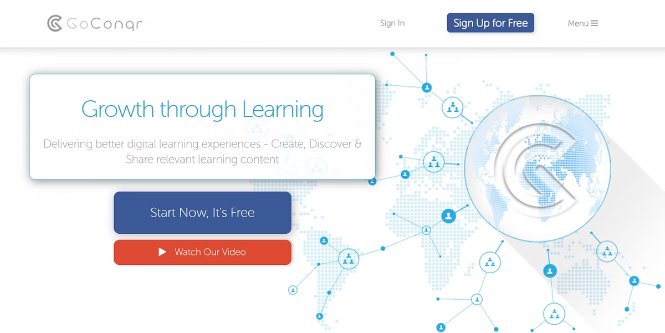 GoConqr
Sign In
Sign Up for Free
Menu
Growth through Learning
Delivering better digital learning experiences - Create, Discover &
Share relevant learning content
Start Now, It's Free
Watch Our Video